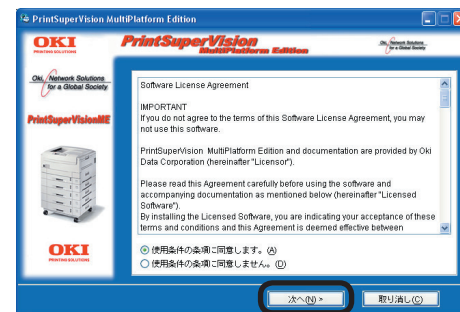 PrintSuperVision MultiPlatform Edition
OKI
PRINTING SOLUTIONS
PrintSuperVision
MultiPlatform Edition
Oki, Network Solutions
for a Global Society
Oki, Network Solutions
for a Global Society
PrintSuperVisionME
OKI
PRINTING SOLUTIONS
Software License Agreement
IMPORTANT
If you do not agree to the terms of this Software License Agreement, you may
not use this software.
PrintSuperVision MultiPlatform Edition and documentation are provided by Oki
Data Corporation (hereinafter "Licensor").
Please read this Agreement carefully before using the software and
accompanying documentation as mentioned below (hereinafter "Licensed
Software").
By installing the Licensed Software, you are indicating your acceptance of these
terms and conditions and this Agreement is deemed effective between
使用条件の条項に同意します。(A)
使用条件の条項に同意しません。(D)
次へ(N) >
取り消し(C)